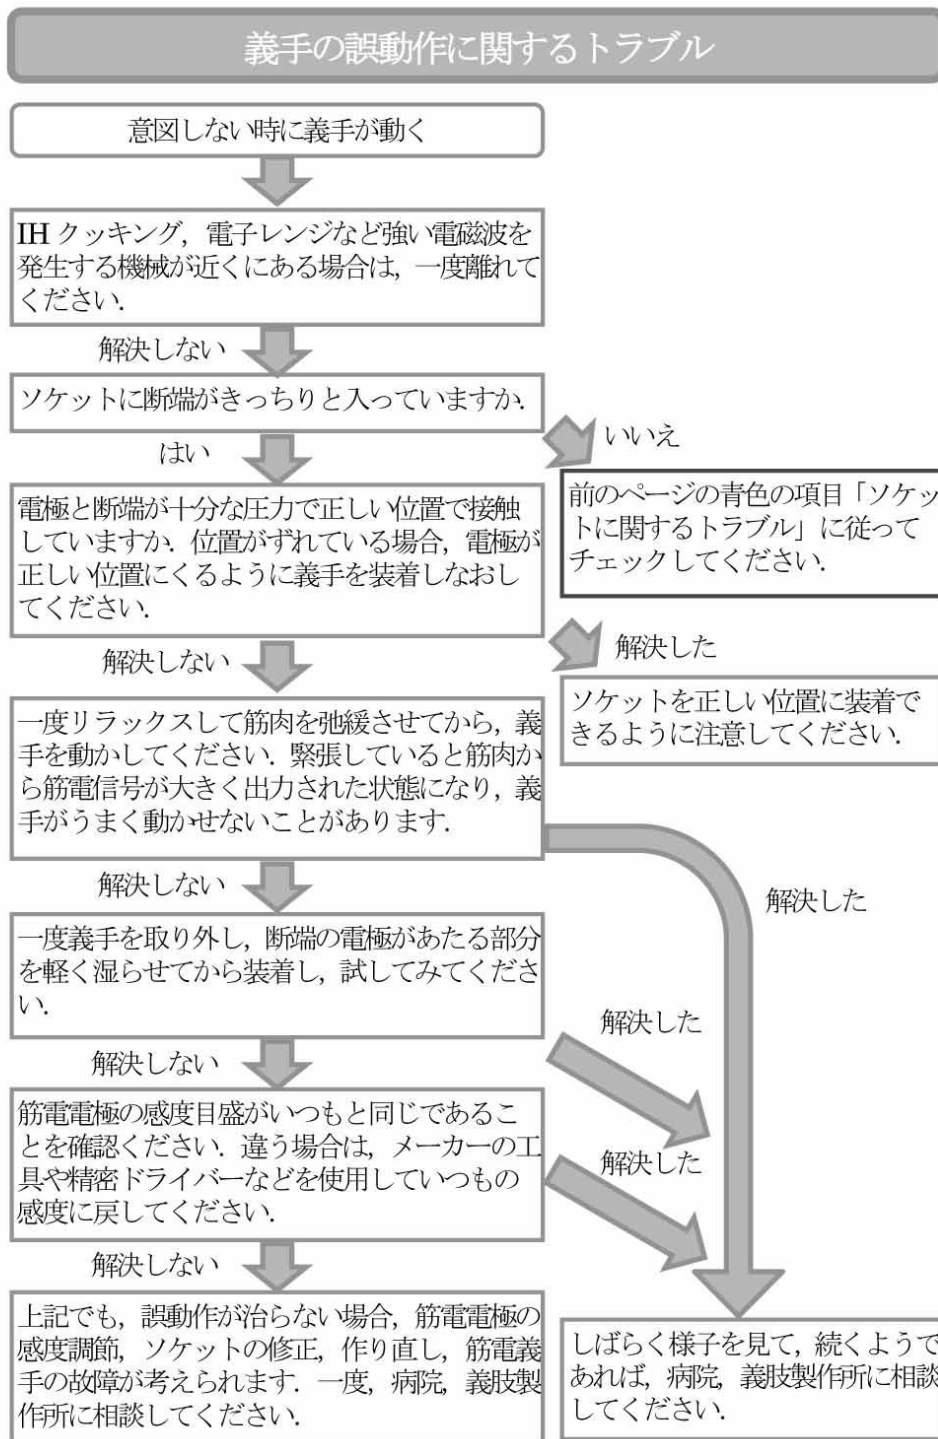 義手の誤動作に関するトラブル
意図しない時に義手が動く
IH クッキング，電子レンジなど強い電磁波を
発生する機械が近くにある場合は，一度離れて
ください．
解決しない
ソケットに断端がきっちりと入っていますか．
はい
いいえ
電極と断端が十分な圧力で正しい位置で接触
していますか．位置がずれている場合，電極が
正しい位置にくるように義手を装着しなおし
てください．
前のページの青色の項目「ソケッ
トに関するトラブル」に従って
チェックしてください．
解決しない
解決した
一度リラックスして筋肉を弛緩させてから，義
手を動かしてください．緊張していると筋肉か
ら筋電信号が大きく出力された状態になり，義
手がうまく動かせないことがあります．
ソケットを正しい位置に装着で
きるように注意してください．
解決しない
解決した
一度義手を取り外し，断端の電極があたる部分
を軽く湿らせてから装着し，試してみてくださ
い．
解決しない
解決した
筋電電極の感度目盛がいつもと同じであるこ
とを確認ください．違う場合は，メーカーの工
具や精密ドライバーなどを使用していつもの
感度に戻してください．
解決した
解決しない
上記でも，誤動作が治らない場合，筋電電極の
感度調節，ソケットの修正，作り直し，筋電義
手の故障が考えられます．一度，病院，義肢製
作所に相談してください．
しばらく様子を見て，続くようで
あれば，病院，義肢製作所に相談
してください．